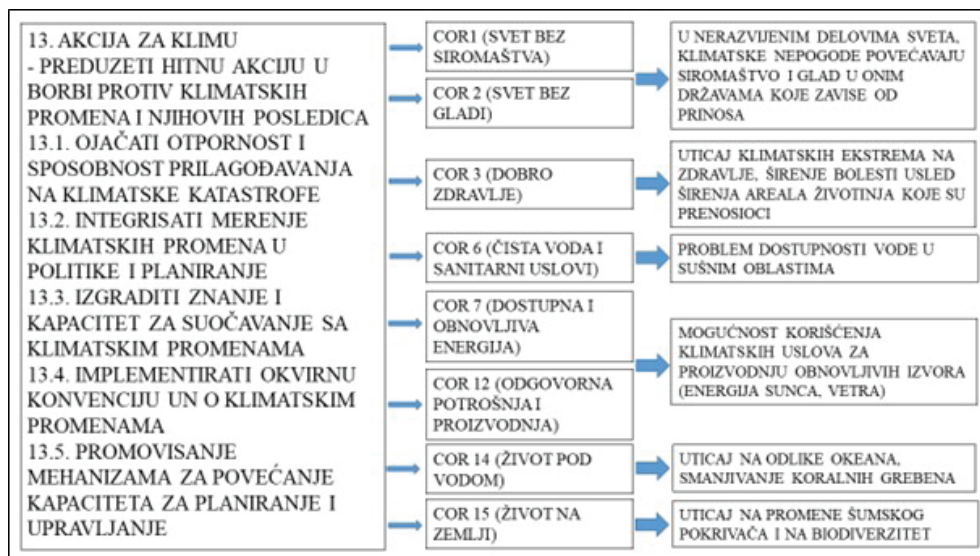 13. AKCIJA ZA KLIMU
- PREDUZETI HITNU AKCIJU U
BORBI PROTIV KLIMATSKIH
PROMENA I NJIHOVIH POSLEDICA
13.1. OJAČATI OTPORNOST I
SPOSOBNOST PRILAGOĐAVANJA
NA KLIMATSKE KATASTROFE
13.2. INTEGRISATI MERENJE
KLIMATSKIH PROMENA U
POLITIKE I PLANIRANJE
13.3. IZGRADITI ZNANJE I
KAPACITET ZA SUOČAVANJE SA
KLIMATSKIM PROMENAMA
13.4. IMPLEMENTIRATI OKVIRNU
KONVENCIJU UN O KLIMATSKIM
PROMENAMA
13.5. PROMOVISANJE
MEHANIZAMA ZA POVEĆANJE
KAPACITETA ZA PLANIRANJE I
UPRAVLJANJE
COR1 (SVET BEZ
SIROMAŠTVA)
COR 2 (SVET BEZ
GLADI)
COR 3 (DOBRO
ZDRAVLJE)
COR 6 (ČISTA VODA I
SANITARNI USLOVI)
COR 7 (DOSTUPNA I
OBNOVLJIVA
ENERGIJA)
COR 12 (ODGOVORNA
POTROŠNJA I
PROIZVODNJA)
COR 14 (ŽIVOT POD
VODOM)
COR 15 (ŽIVOT NA
ZEMLJI)
U NERAZVIJENIM DELOVIMA SVETA,
KLIMATSKE NEPOGODE POVEĆAVAJU
SIROMAŠTVO I GLAD U ONIM
DRŽAVAMA KOJE ZAVISE OD
PRINOSA
UTICAJ KLIMATSKIH EKSTREMA NA
ZDRAVLJE, ŠIRENJE BOLESTI USLED
ŠIRENJA AREALA ŽIVOTINJA KOJE SU
PRENOSIOCI
PROBLEM DOSTUPNOSTI VODE U
SUŠNIM OBLASTIMA
MOGUĆNOST KORIŠĆENJA
KLIMATSKIH USLOVA ZA
PROIZVODNJU OBNOVLJIVIH IZVORA
(ENERGIJA SUNCA, VETRA)
UTICAJ NA ODLIKE OKEANA,
SMANJIVANJE KORALNIH GREBENA
UTICAJ NA PROMENE ŠUMSKOG
POKRIVAČA I NA BIODIVERZITET